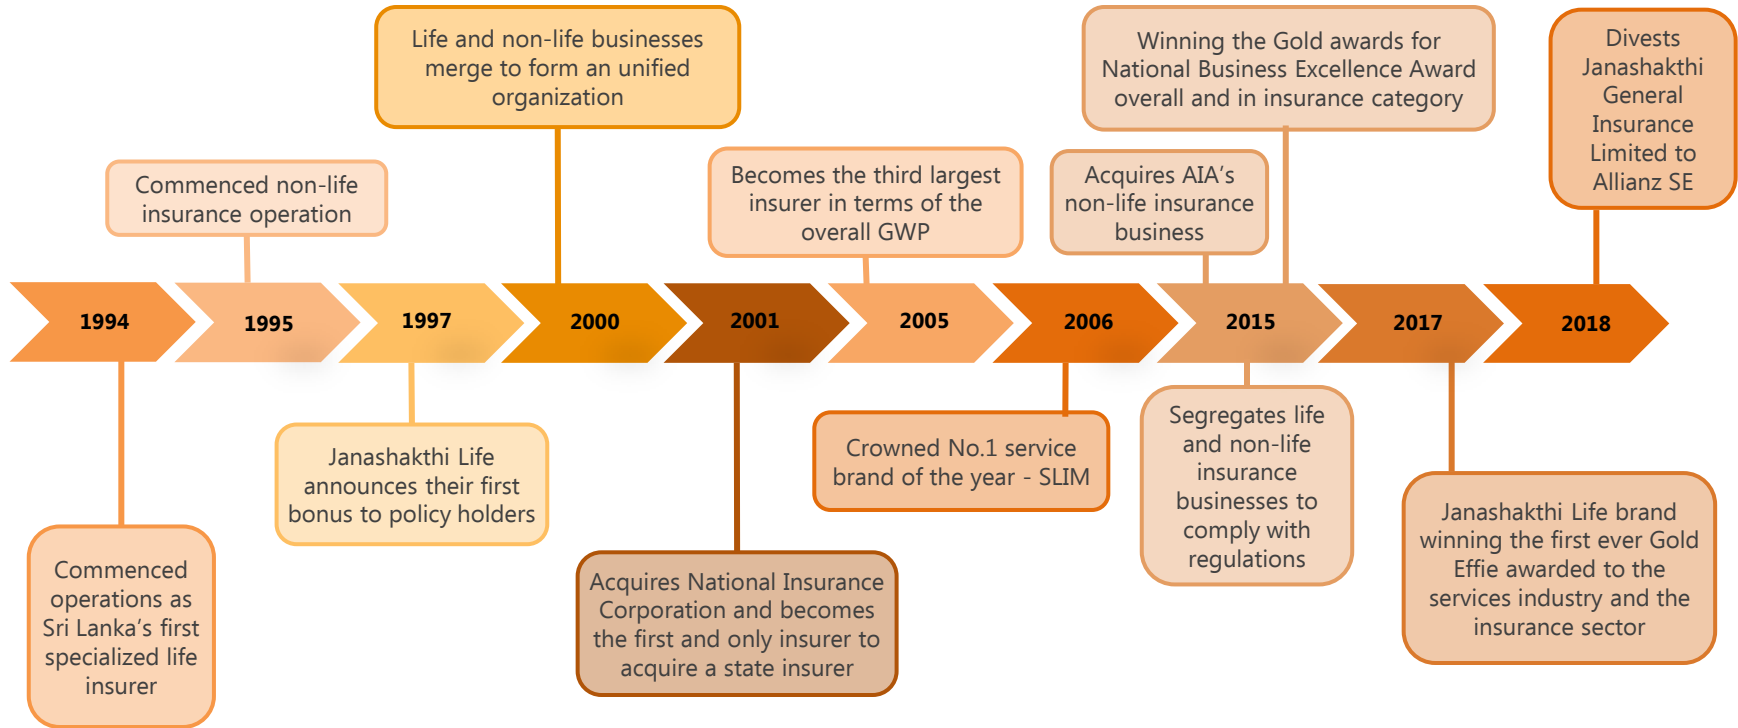 Life and non-life businesses
merge to form an unified
organization
Winning the Gold awards for
National Business Excellence Award
overall and in insurance category
Divests
Janashakthi
General
Insurance
Limited to
Allianz SE
Commenced non-life
insurance operation
Becomes the third largest
insurer in terms of the
overall GWP
Acquires AIA’s
non-life insurance
business
1994
1995
1997
2000
2001
2005
2006
2015
2017
2018
Commenced
operations as
Sri Lanka’s first
specialized life
insurer
Janashakthi Life
announces their first
bonus to policy holders
Acquires National Insurance
Corporation and becomes
the first and only insurer to
acquire a state insurer
Crowned No.1 service
brand of the year - SLIM
Segregates life
and non-life
insurance
businesses to
comply with
regulations
Janashakthi Life brand
winning the first ever Gold
Effie awarded to the
services industry and the
insurance sector